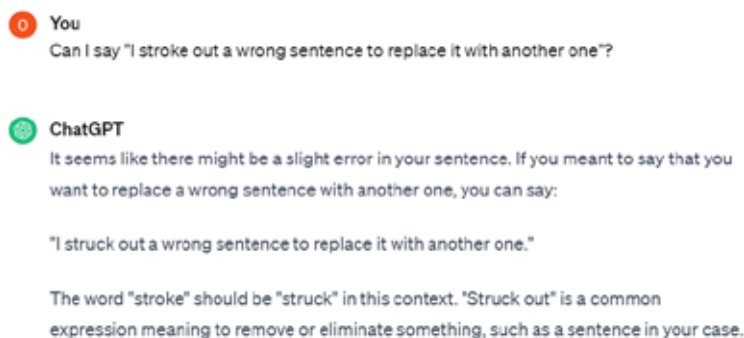 You
Can I say "I stroke out a wrong sentence to replace it with another one"?
ChatGPT
It seems like there might be a slight error in your sentence. If you meant to say that you
want to replace a wrong sentence with another one, you can say:
"I struck out a wrong sentence to replace it with another one."
The word "stroke" should be "struck" in this context. "Struck out" is a common
expression meaning to remove or eliminate something, such as a sentence in your case.